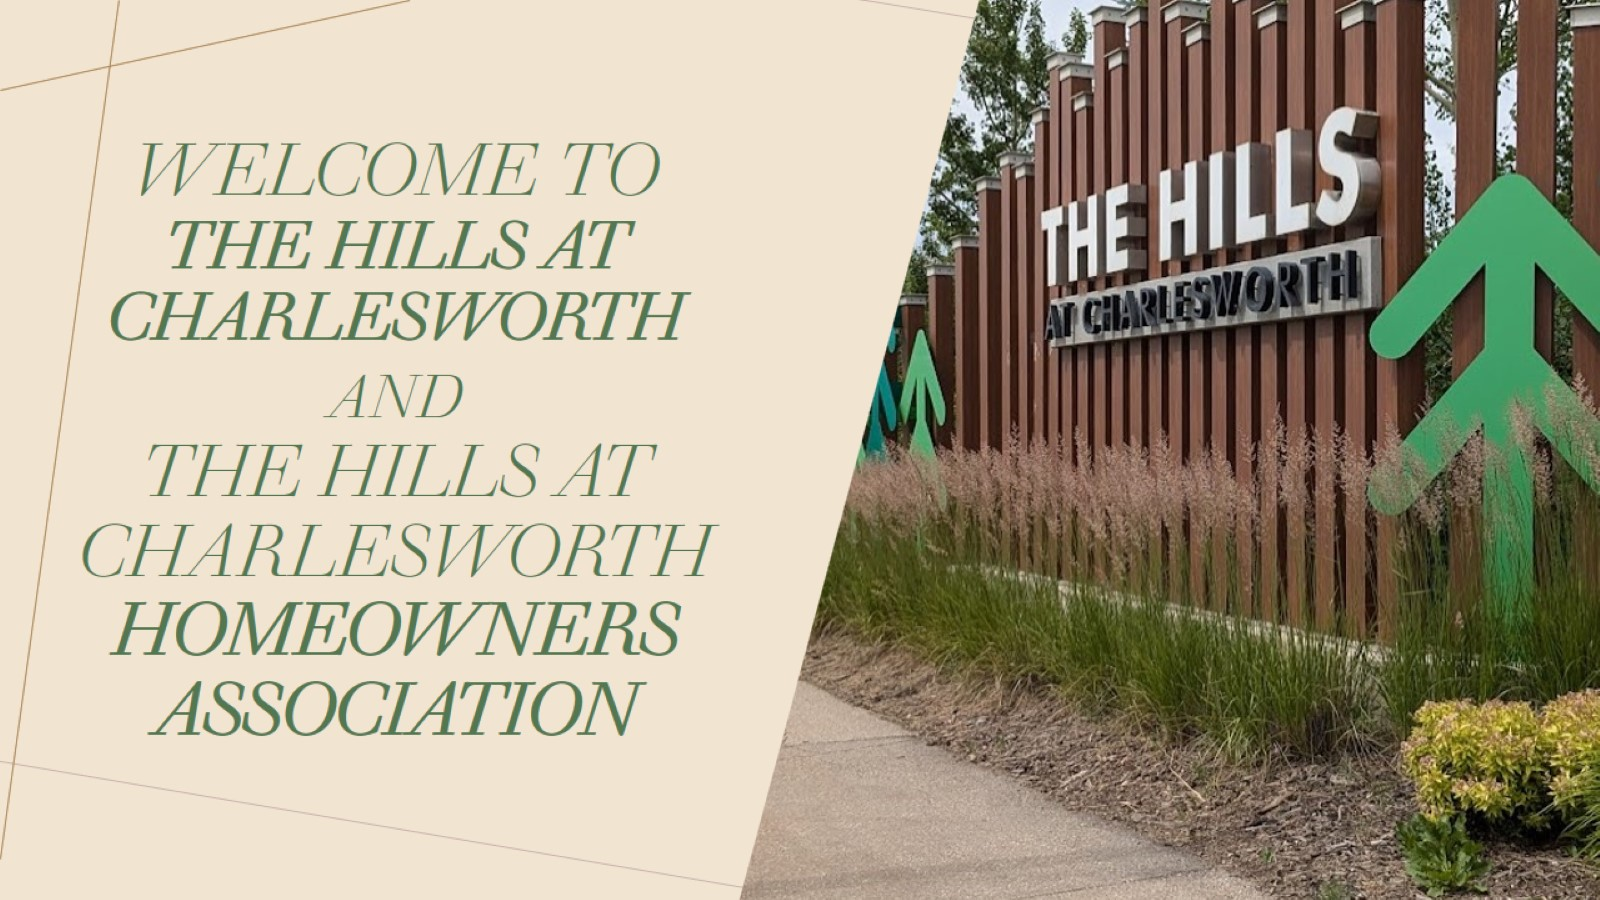 WELCOME TO
THE HILLS AT
CHARLESWORTH
AND
THE HILLS AT
CHARLESWORTH
HOMEOWNERS
ASSOCIATION
THE HILLS
AT CHARLESWORTH